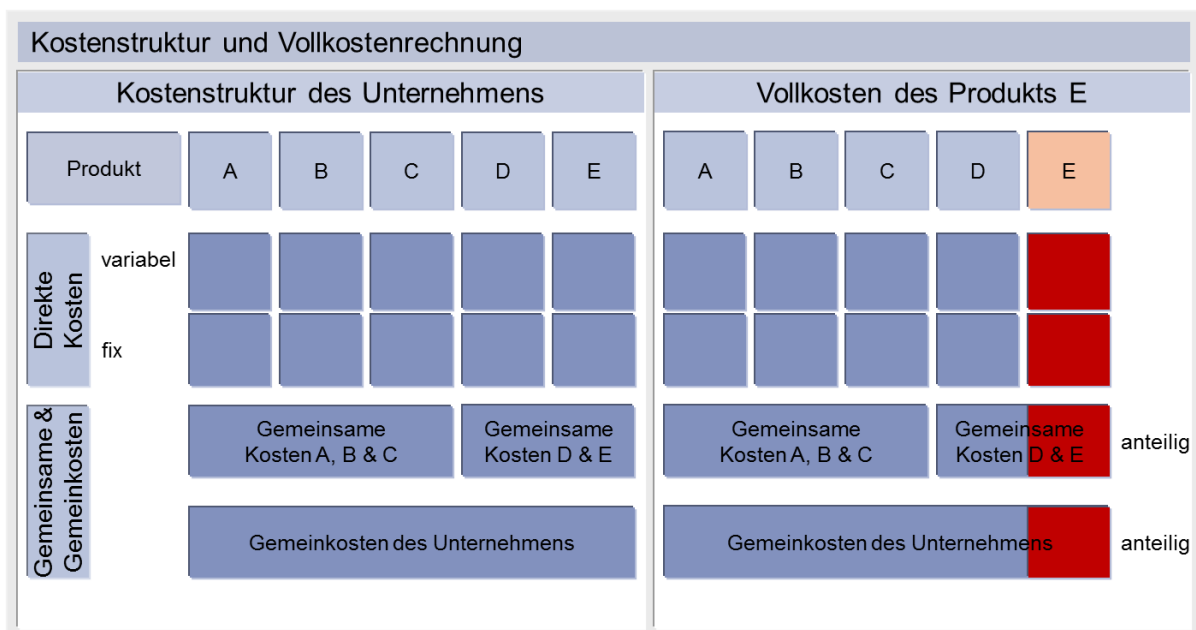 Kostenstruktur und Vollkostenrechnung
Kostenstruktur des Unternehmens
Produkt
A
B
C
D
E
Direkte
Kosten
variabel
fix
Gemeinsame &
Gemeinkosten
Gemeinsame
Kosten A, B & C
Gemeinsame
Kosten D & E
Gemeinkosten des Unternehmens
Vollkosten des Produkts E
A
B
C
D
E
Gemeinsame
Kosten A, B & C
Gemeinsame
Kosten D & E
anteilig
Gemeinkosten des Unternehmens
anteilig